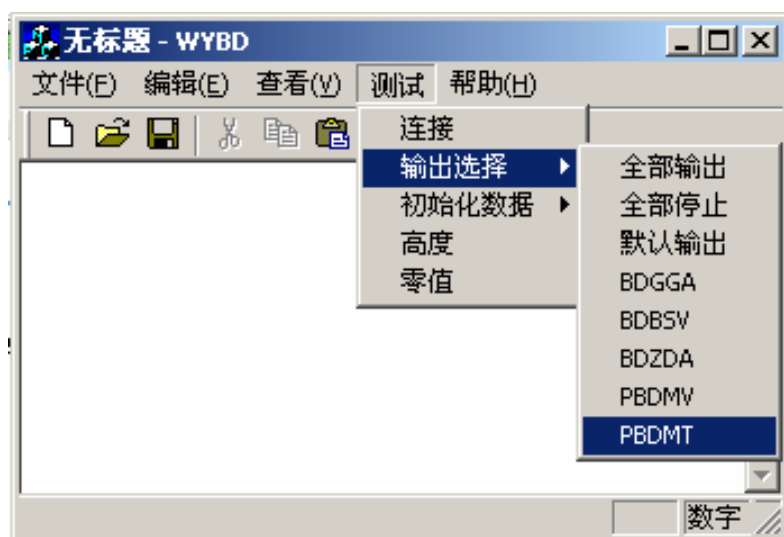 无标题 - WYBD
文件(F) 编辑(E) 查看(V) 测试 帮助(H)
连接
输出选择
初始化数据
高度
零值
全部输出
全部停止
默认输出
BDGGA
BDBSV
BDZDA
PBDMV
PBDMT
数字